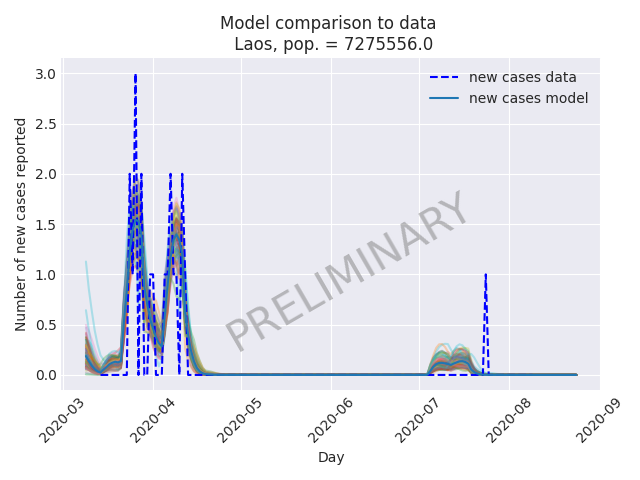 Model comparison to data
Laos, pop. = 7275556.0
new cases data
new cases model
Number of new cases reported
3.0
2.5
2.0
1.5
1.0
0.5
0.0
PRELIMINARY
2020-03
2020-04
2020-05
2020-06
2020-07
2020-08
2020-09
Day